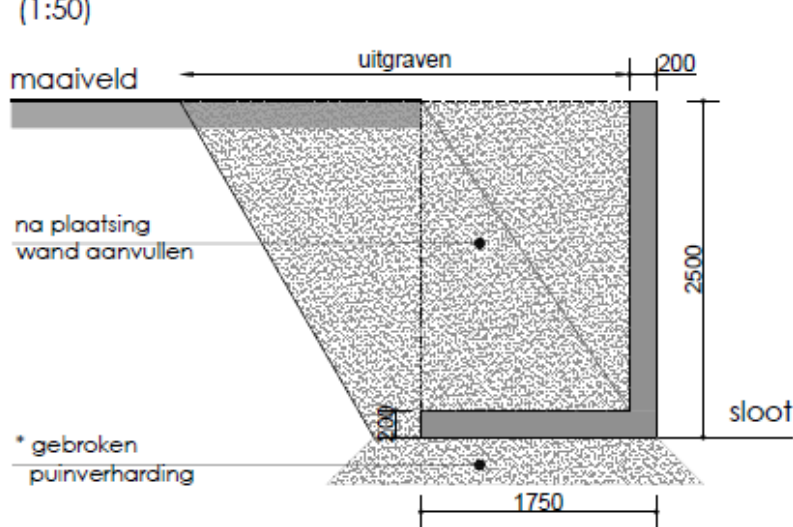 (1:50)
uitgraven
200
maaiveld
na plaatsing
wand aanvullen
2500
200
sloot
* gebroken
puinverharding
1750